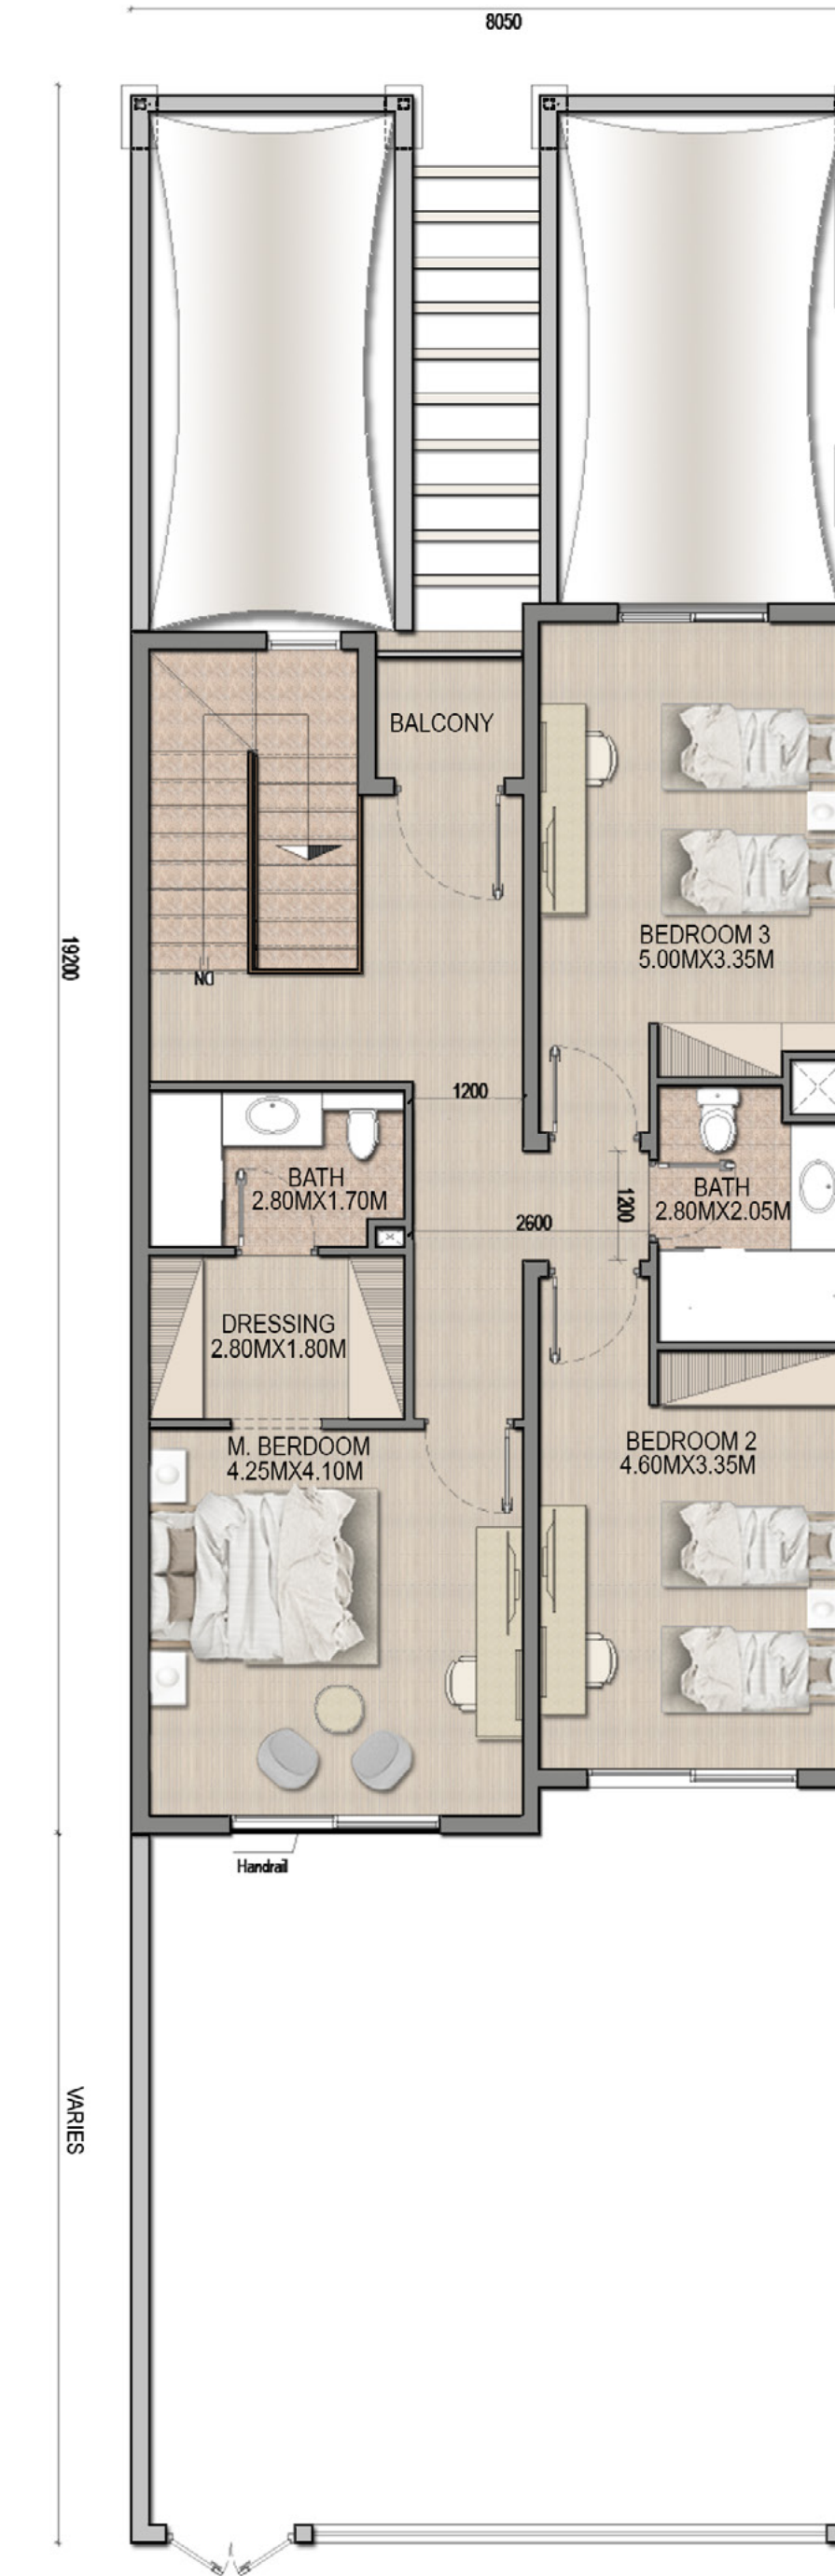 8050
BALCONY
BEDROOM 3
5.00MX3.35M
19200
DN
1200
BATH
2.80MX1.70M
BATH
2.80MX2.05M
1200
2600
DRESSING
2.80MX1.80M
M. BERDOOM
4.25MX4.10M
BEDROOM 2
4.60MX3.35M
Handrail
VARIES